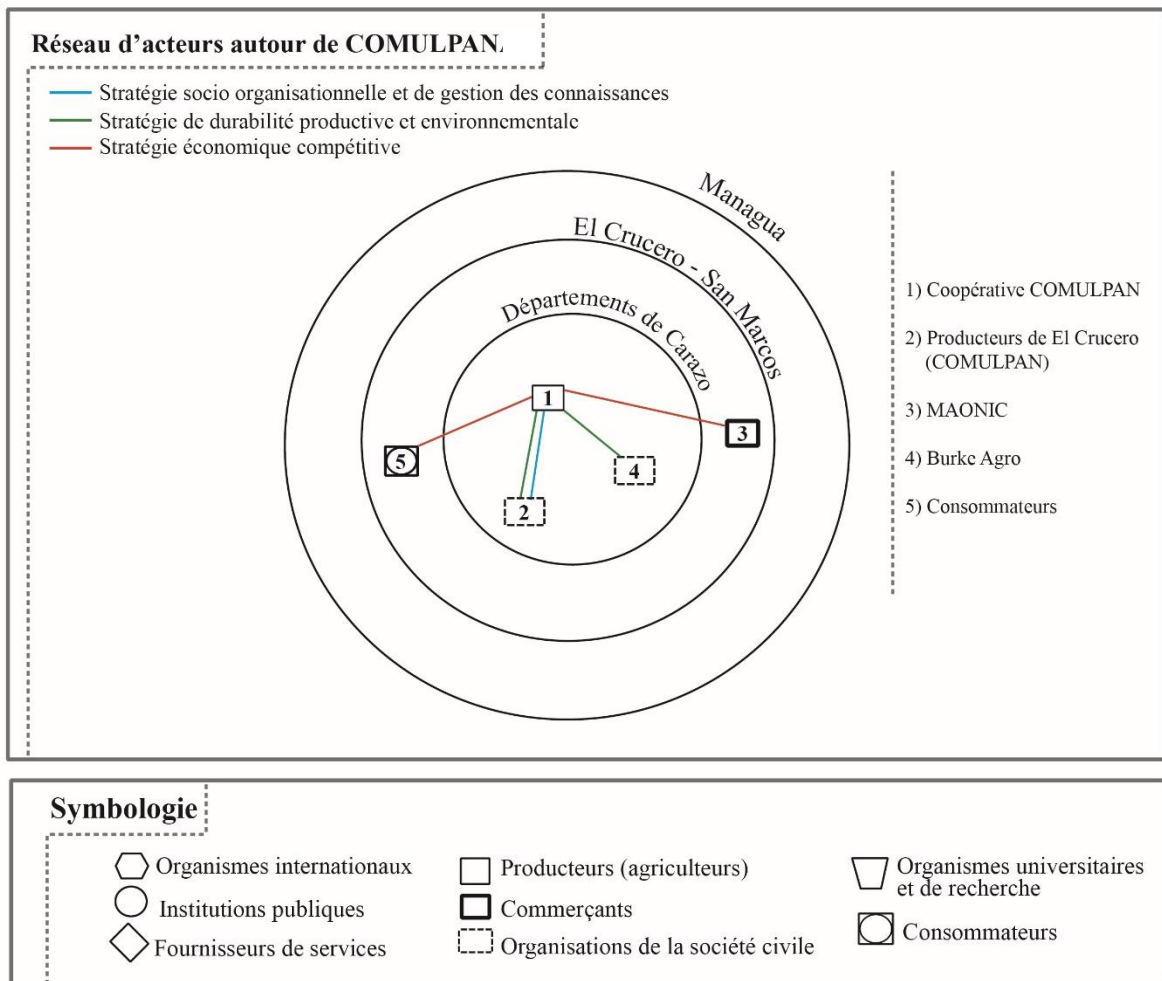 Réseau d’acteurs autour de COMULPAN.
Stratégie socio organisationnelle et de gestion des connaissances
Stratégie de durabilité productive et environnementale
Stratégie économique compétitive
Managua
El Crucero - San Marcos
Départements de Carazo
1
2
3
4
5
1) Coopérative COMULPAN
2) Producteurs de El Crucero
(COMULPAN)
3) MAONIC
4) Burke Agro
5) Consommateurs
Symbologie
Organismes internationaux
Institutions publiques
Fournisseurs de services
Producteurs (agriculteurs)
Commerçants
Organisations de la société civile
Organismes universitaires
et de recherche
Consommateurs